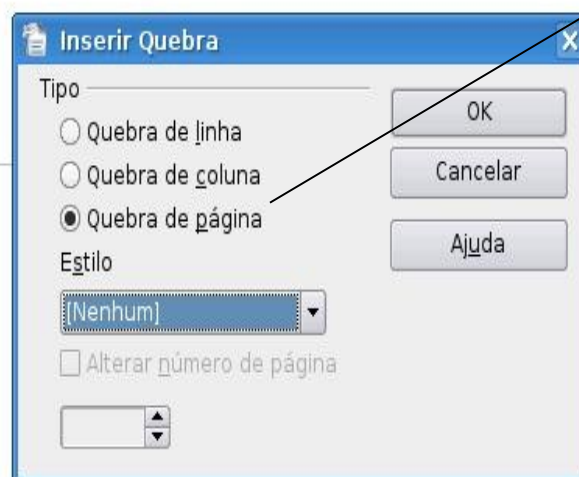 Inserir Quebra
Tipo
Quebra de linha
Quebra de coluna
Quebra de página
Estilo
[Nenhum]
Alterar número de página
OK
Cancelar
Ajuda